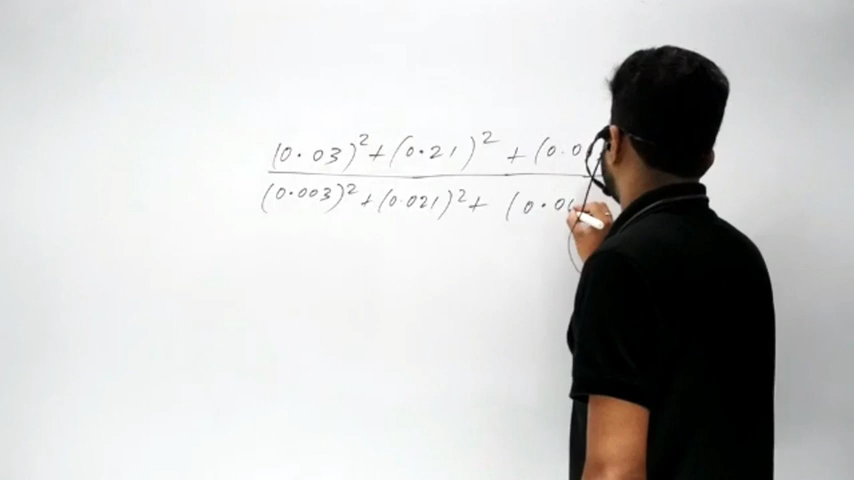 (0.03)² + (0.21)² + (0.0
(0.003)² + (0.021)² + (0.00